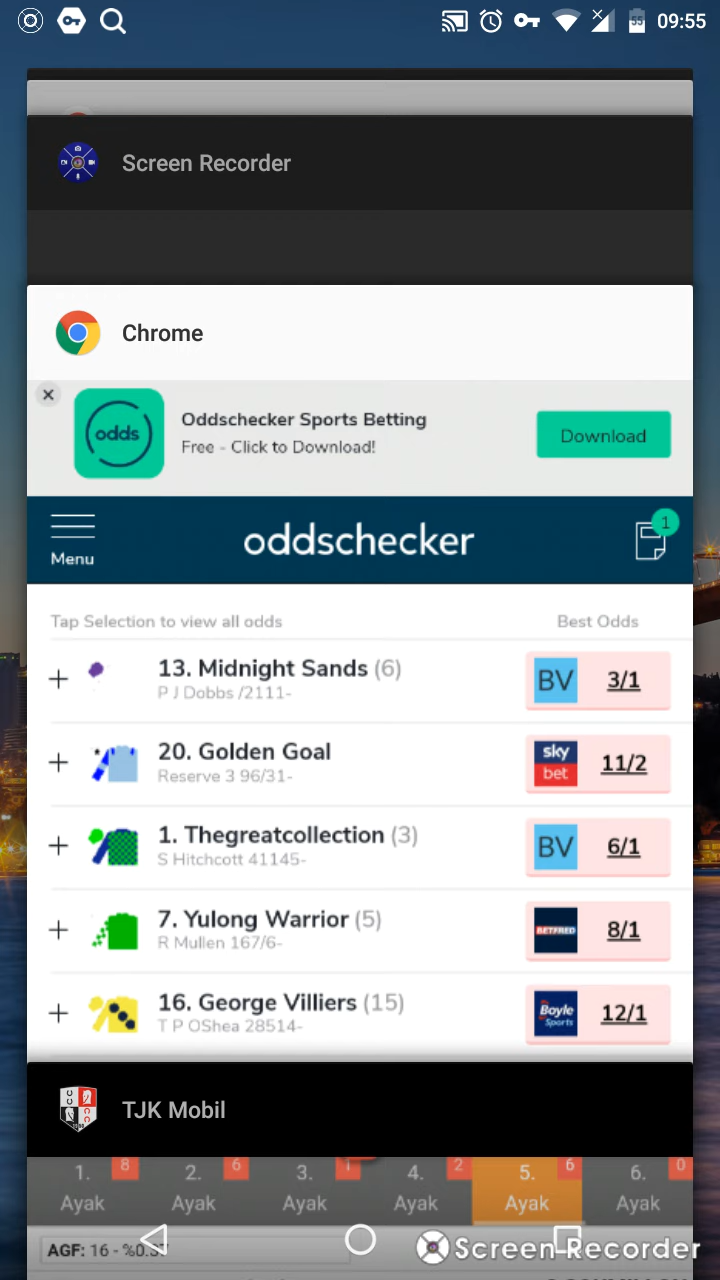 55
09:55
Screen Recorder
Chrome
Oddschecker Sports Betting
odds
Free - Click to Download!
Download
Menu
oddschecker
1
Tap Selection to view all odds
Best Odds
13. Midnight Sands (6)
P J Dobbs /2111-
BV
3/1
20. Golden Goal
Reserve 3 96/31-
sky
bet
11/2
1. Thegreatcollection (3)
S Hitchcott 41145-
BV
6/1
7. Yulong Warrior (5)
R Mullen 167/6-
BETFRED
8/1
16. George Villiers (15)
T P OShea 28514-
Boyle
Sports
12/1
TJK Mobil
1. 8 2. 6 3. 1 4. 2 5. 6 6. 0
Ayak Ayak Ayak Ayak Ayak Ayak
AGF: 16 -
Screen Recorder